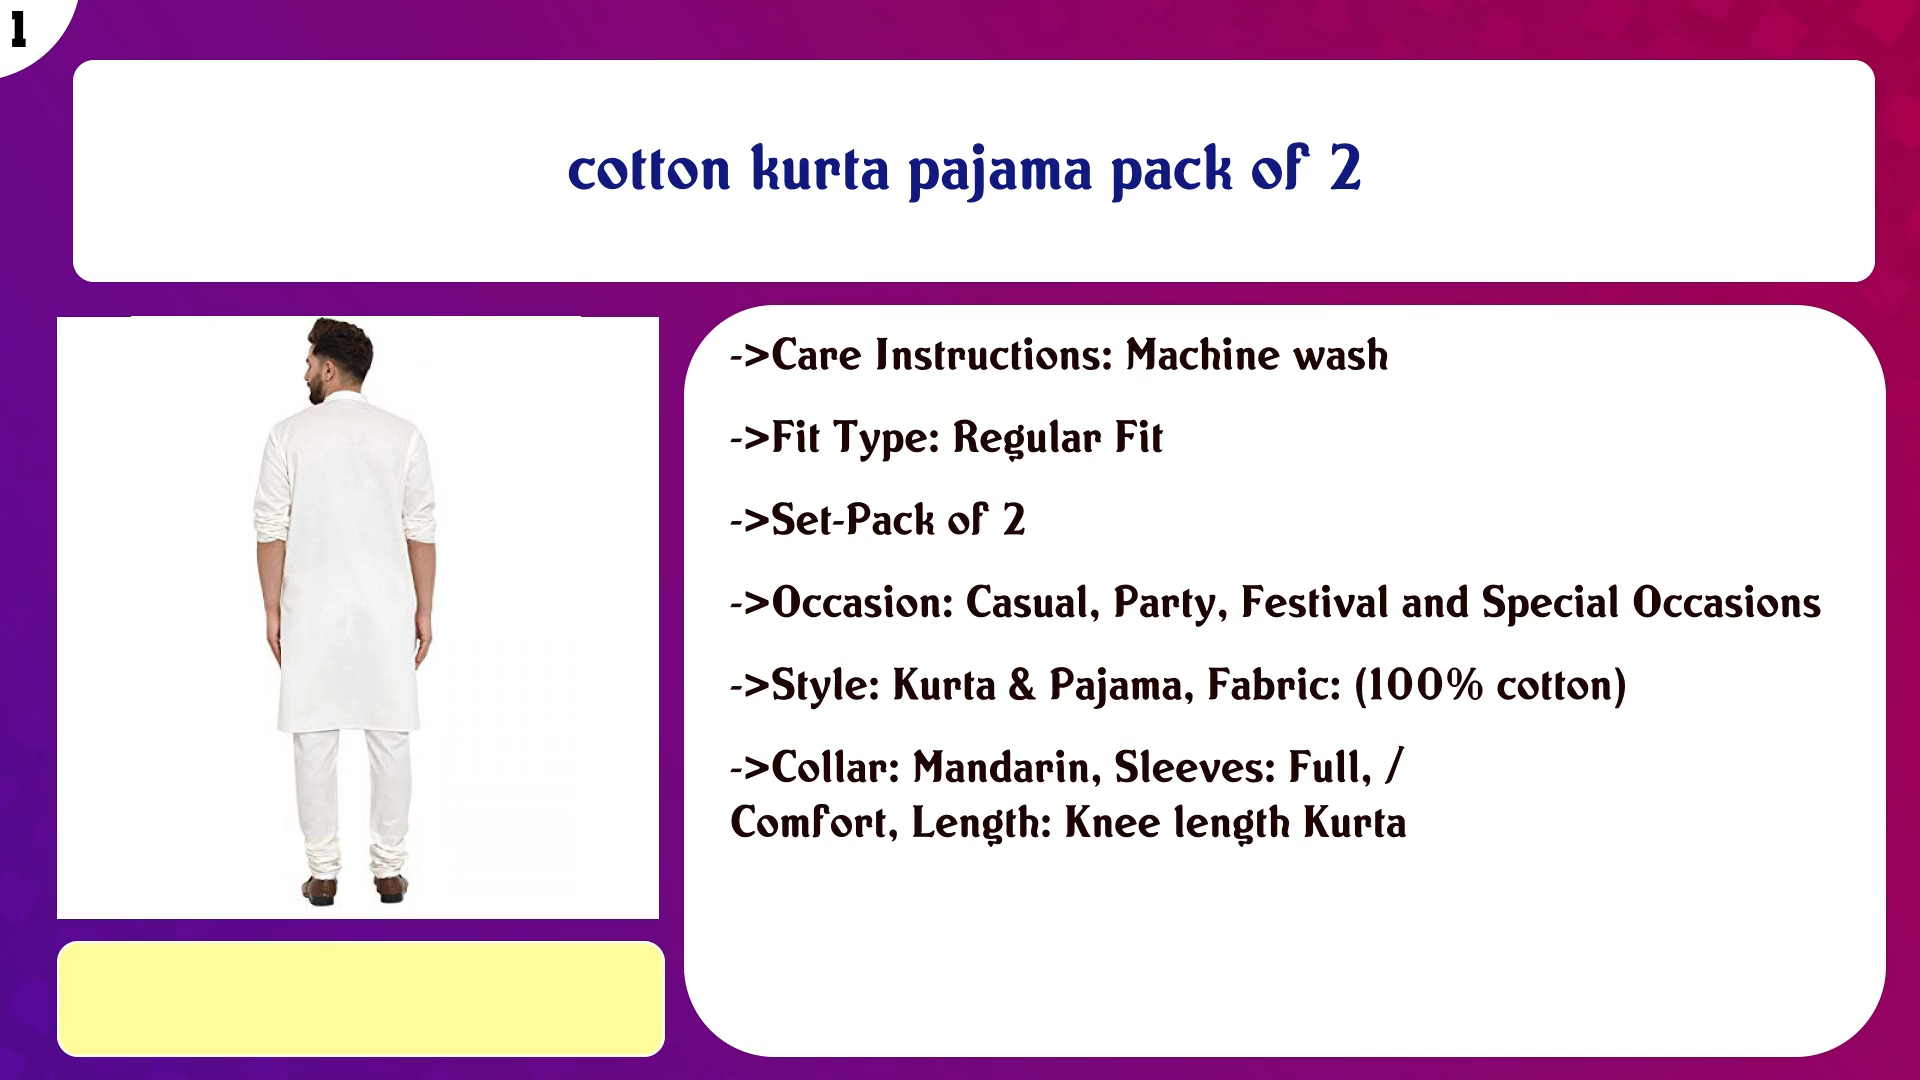 1
cotton kurta pajama pack of 2
->Care Instructions: Machine wash
->Fit Type: Regular Fit
->Set-Pack of 2
->Occasion: Casual, Party, Festival and Special Occasions
->Style: Kurta & Pajama, Fabric: (100% cotton)
->Collar: Mandarin, Sleeves: Full, /
Comfort, Length: Knee length Kurta